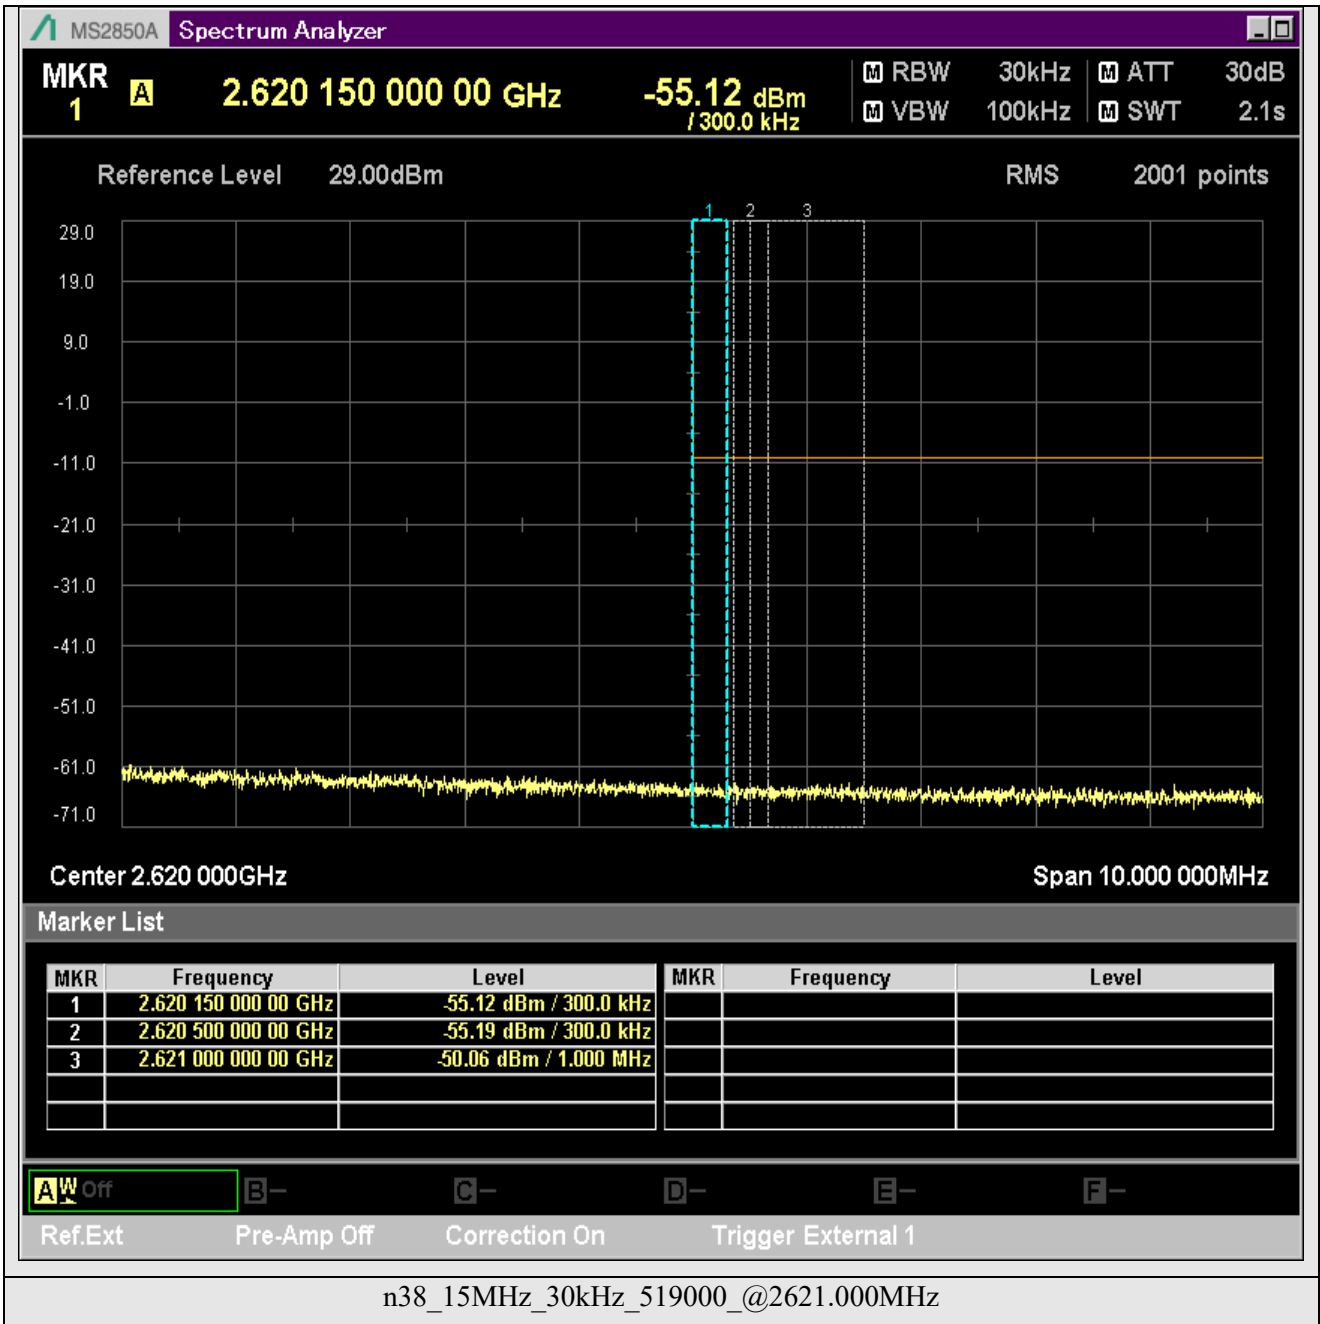 MS2850A Spectrum Analyzer
MKR 1 A 2.620 150 000 00 GHz -55.12 dBm / 300.0 kHz
M RBW 30kHz M ATT 30dB
M VBW 100kHz M SWT 2.1s
Reference Level 29.00dBm RMS 2001 points
1 2 3
29.0
19.0
9.0
-1.0
-11.0
-21.0
-31.0
-41.0
-51.0
-61.0
-71.0
Center 2.620 000GHz Span 10.000 000MHz
Marker List
MKR Frequency Level MKR Frequency Level
1 2.620 150 000 00 GHz -55.12 dBm / 300.0 kHz
2 2.620 500 000 00 GHz -55.19 dBm / 300.0 kHz
3 2.621 000 000 00 GHz -50.06 dBm / 1.000 MHz
A W Off B – C – D – E – F –
Ref.Ext Pre-Amp Off Correction On Trigger External 1
n38_15MHz_30kHz_519000_@2621.000MHz